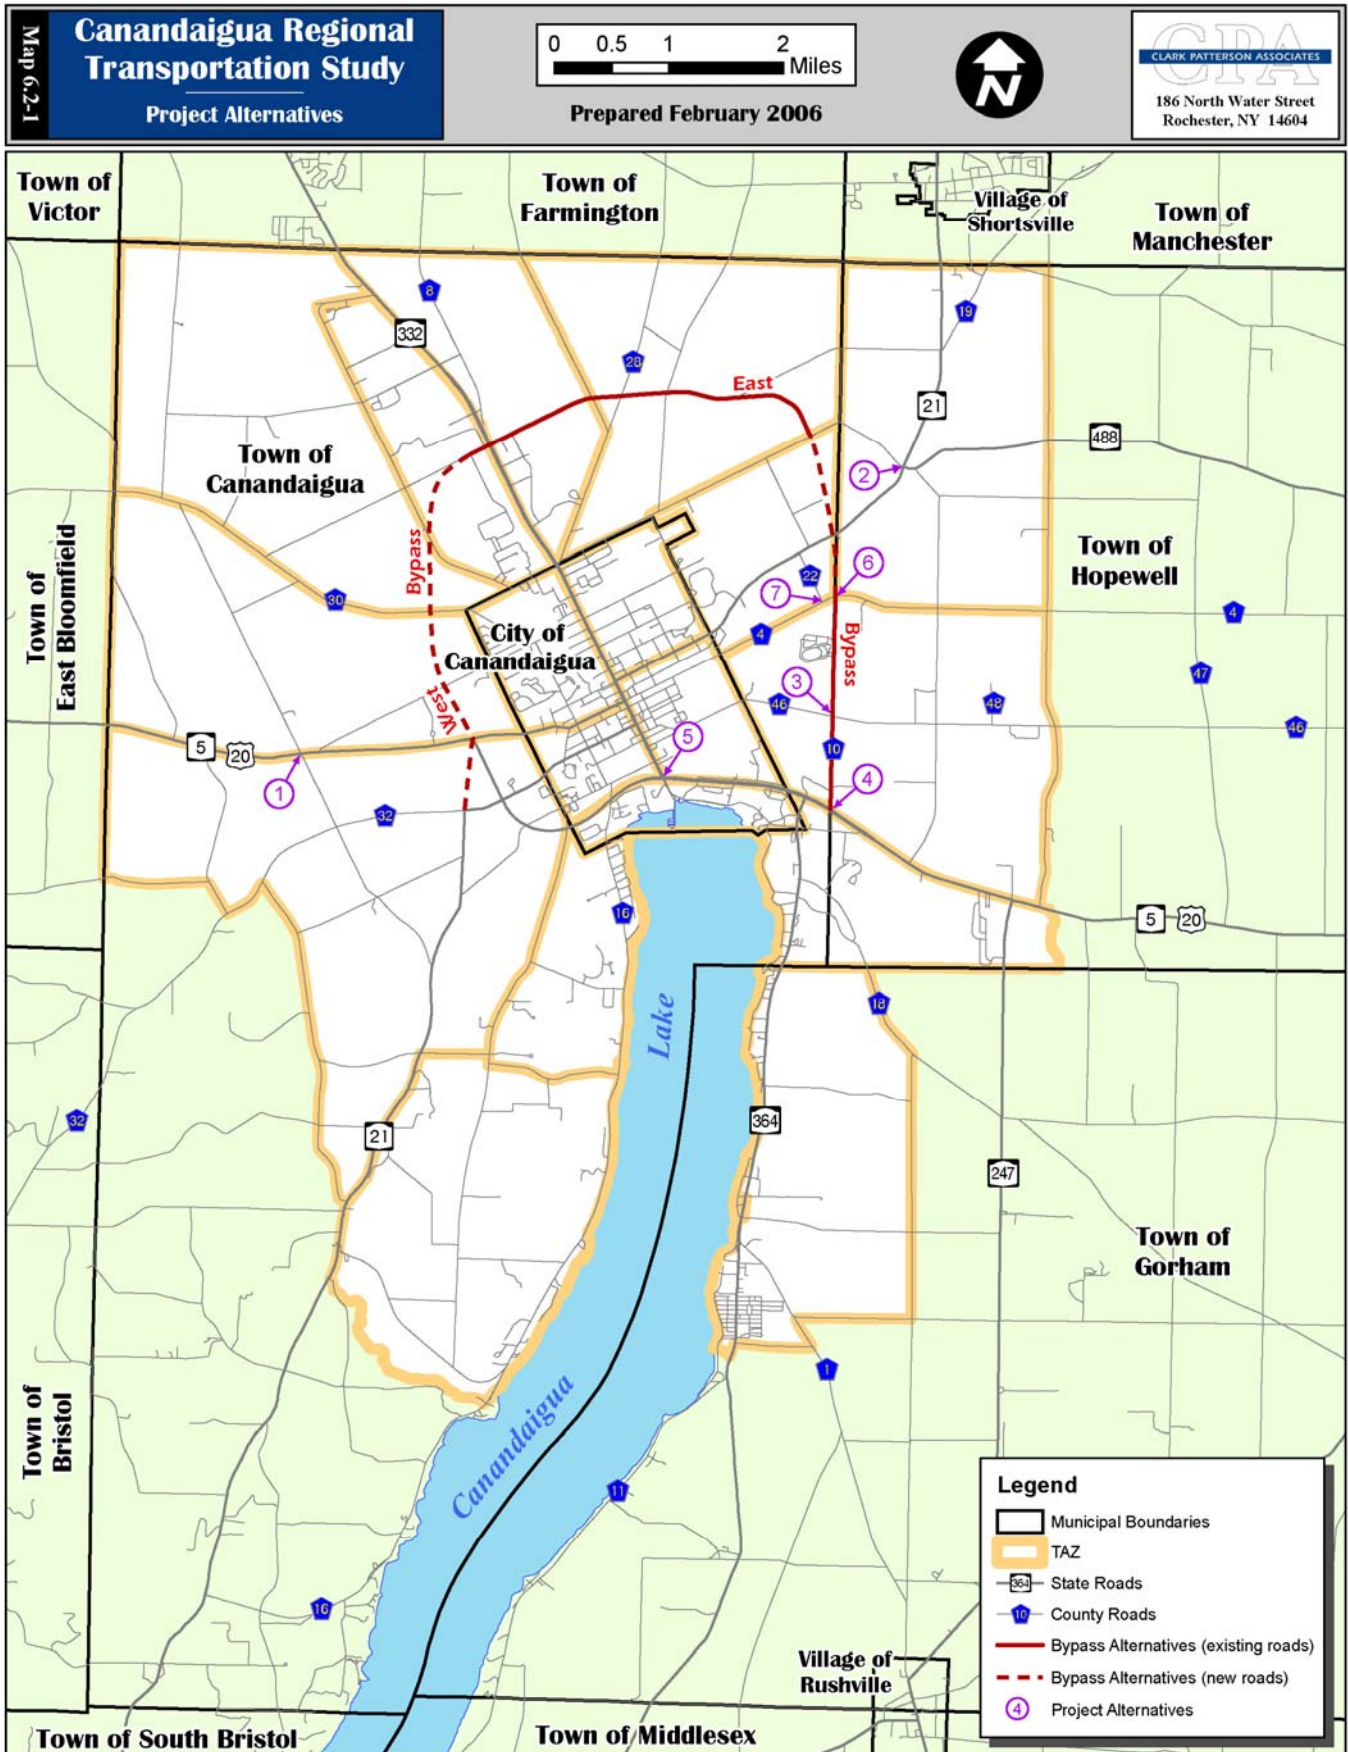 Map 6.2-1
Canandaigua Regional
Transportation Study
Project Alternatives
0 0.5 1 2
Miles
Prepared February 2006
N
CPA
CLARK PATTERSON ASSOCIATES
186 North Water Street
Rochester, NY 14604
Town of
Victor
Town of
Farmington
Village of
Shortsville
Town of
Manchester
8
332
19
28
East
21
488
Town of
Canandaigua
2
Bypass
Town of
East Bloomfield
Town of
Hopewell
22
6
7
30
4
4
City of
Canandaigua
Bypass
47
3
West
46
48
46
5
20
5
10
1
4
32
16
5
20
Lake
18
32
364
21
247
Town of
Gorham
1
Town of
Bristol
Canandaigua
11
16
Village of
Rushville
Town of South Bristol
Town of Middlesex
Legend
Municipal Boundaries
TAZ
364 State Roads
10 County Roads
Bypass Alternatives (existing roads)
Bypass Alternatives (new roads)
4 Project Alternatives